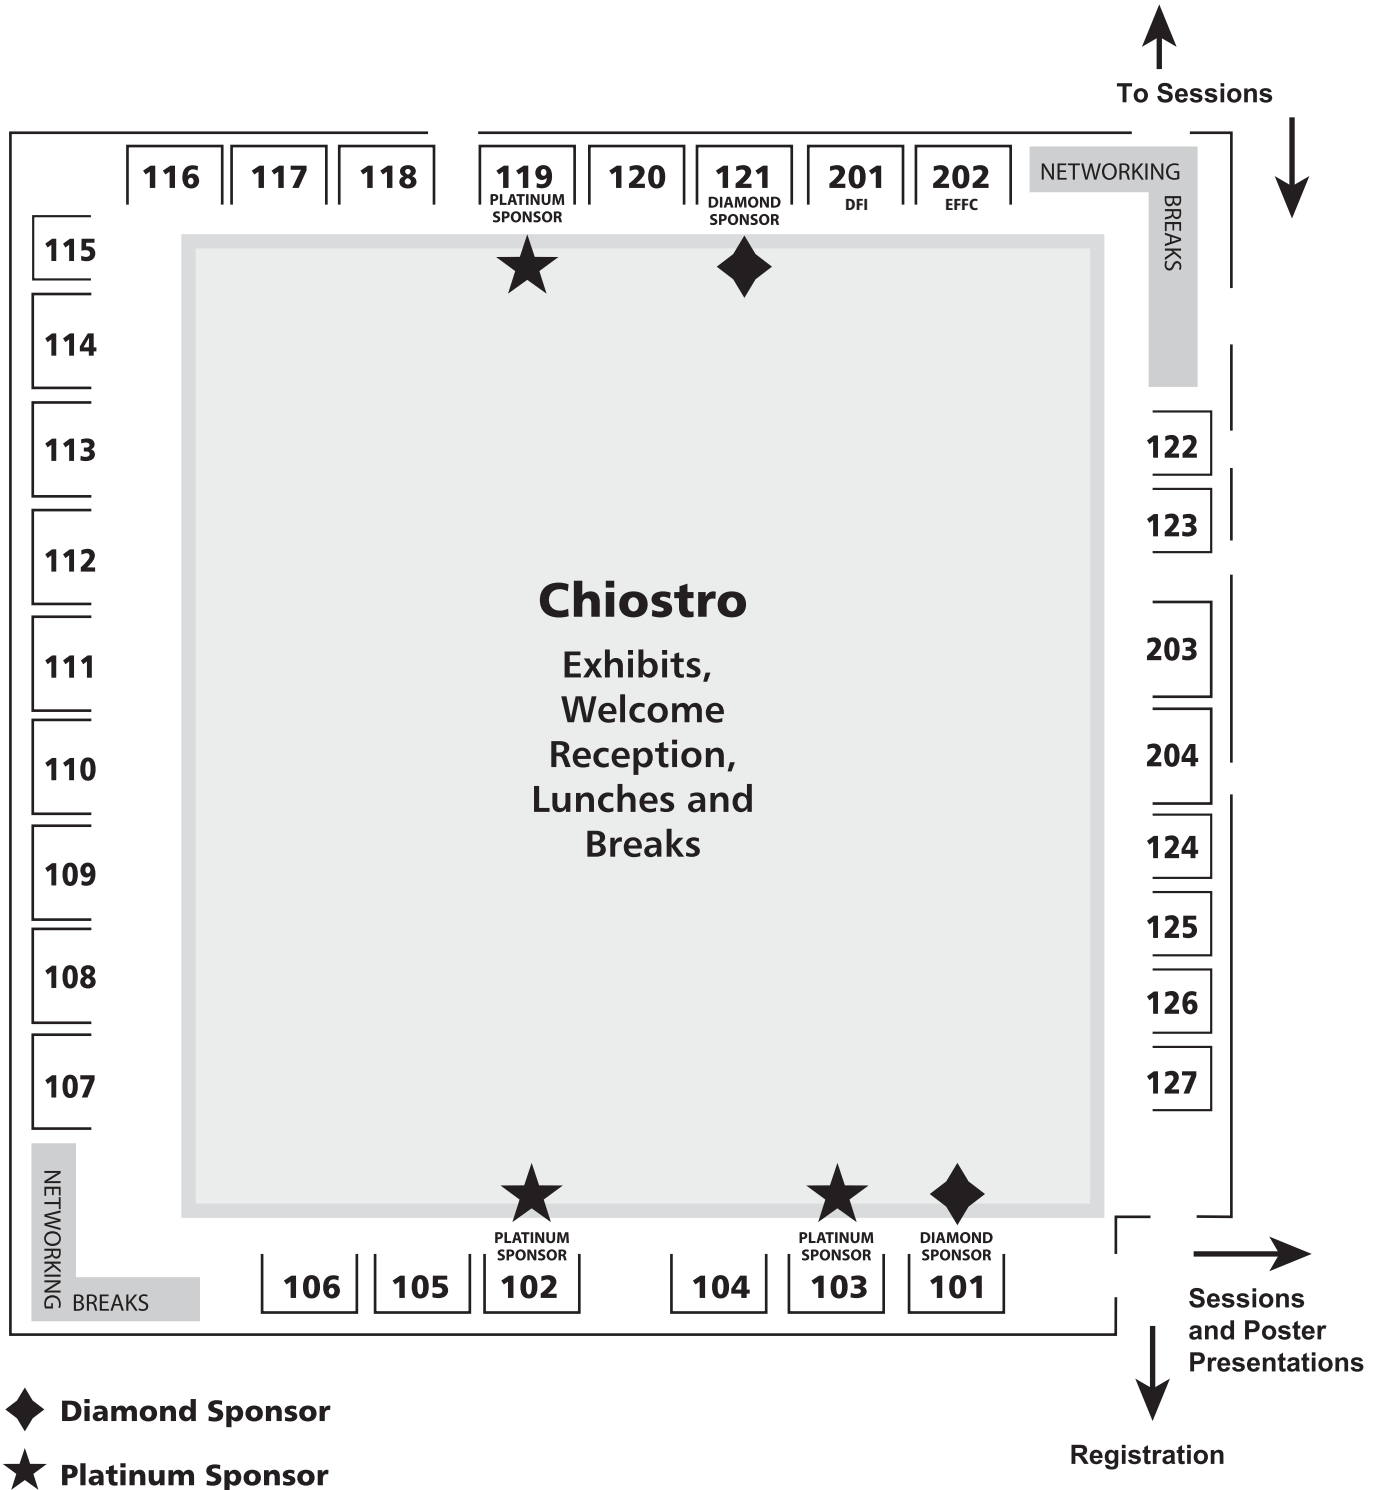 To Sessions
116 117 118 119 120 121 201 202
PLATINUM
SPONSOR
DIAMOND
SPONSOR
DFI
EFFC
NETWORKING
BREAKS
115
114
113
112
111
110
109
108
107
122
123
203
204
124
125
126
127
Chiostro
Exhibits,
Welcome
Reception,
Lunches and
Breaks
NETWORKING
BREAKS
PLATINUM
SPONSOR
PLATINUM
SPONSOR
DIAMOND
SPONSOR
106 105 102 104 103 101
Sessions
and Poster
Presentations
Registration
Diamond Sponsor
Platinum Sponsor